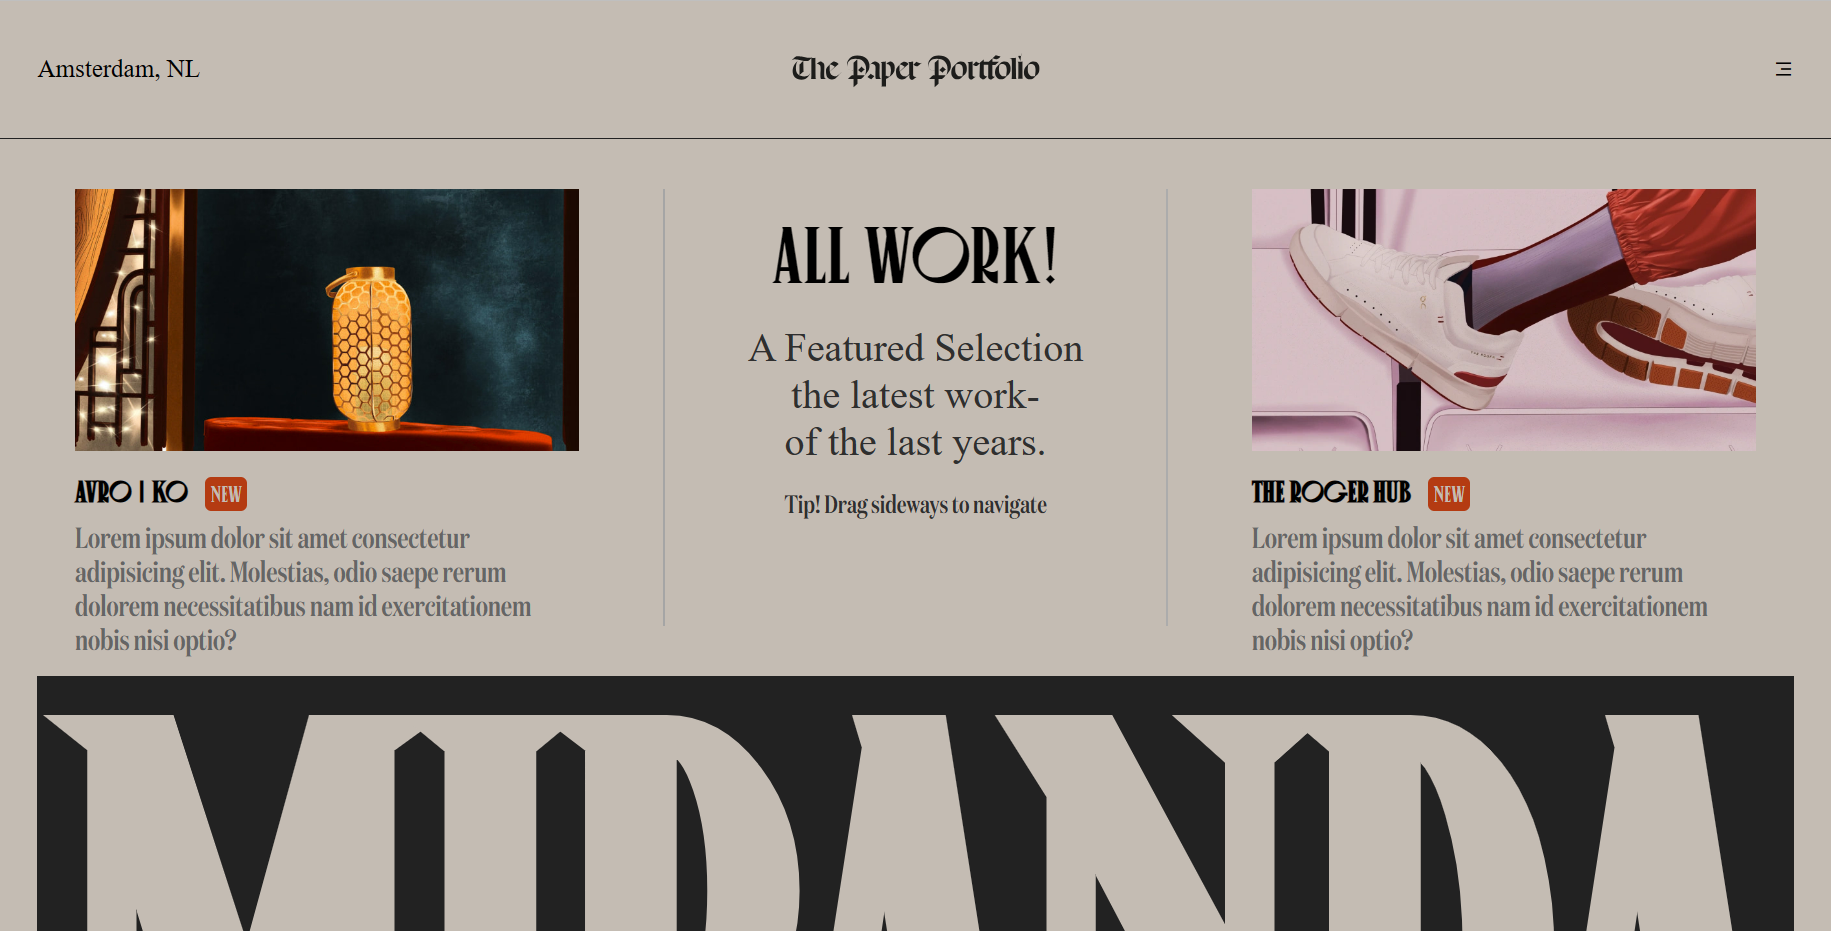 Amsterdam, NL
The Paper Portfolio
AVRO | KO NEW
Lorem ipsum dolor sit amet consectetur
adipisicing elit. Molestias, odio saepe rerum
dolorem necessitatibus nam id exercitationem
nobis nisi optio?
ALL WORK!
A Featured Selection
the latest work-
of the last years.
Tip! Drag sideways to navigate
THE ROGER HUB NEW
Lorem ipsum dolor sit amet consectetur
adipisicing elit. Molestias, odio saepe rerum
dolorem necessitatibus nam id exercitationem
nobis nisi optio?
MIRANDA